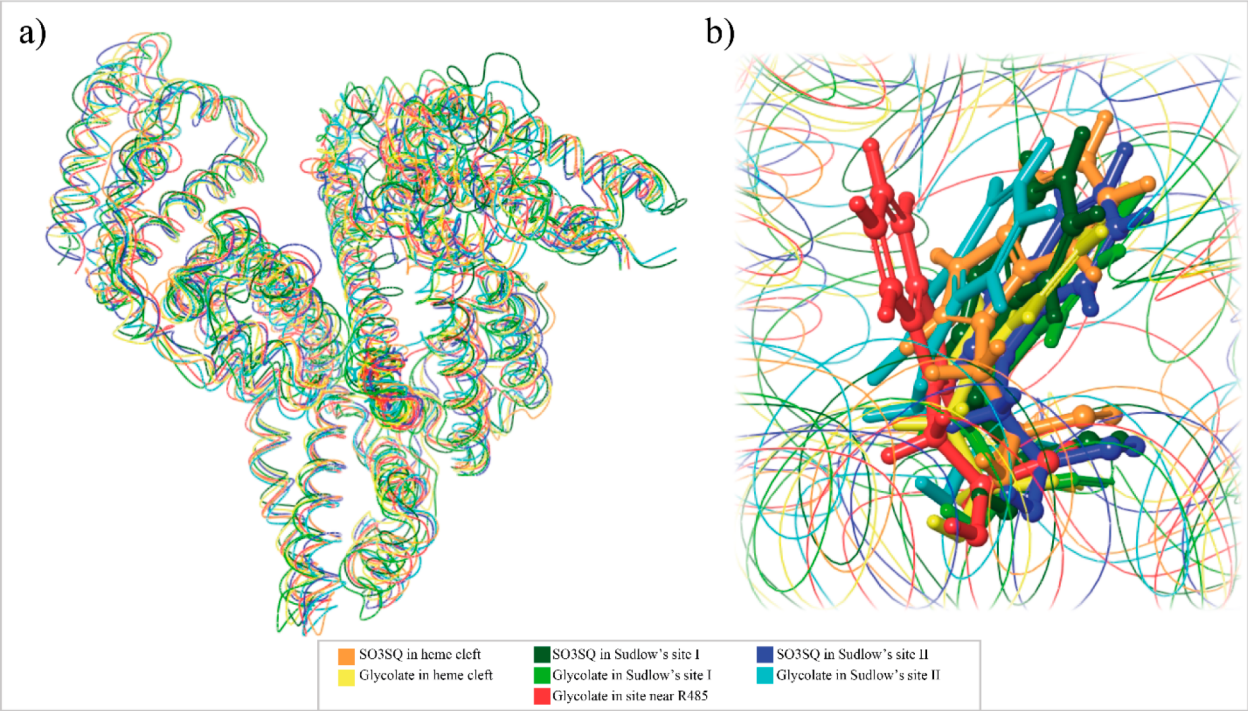 a)
b)
SO3SQ in heme cleft
SO3SQ in Sudlow's site I
SO3SQ in Sudlow's site II
Glycolate in heme cleft
Glycolate in Sudlow's site I
Glycolate in Sudlow's site II
Glycolate in site near R485